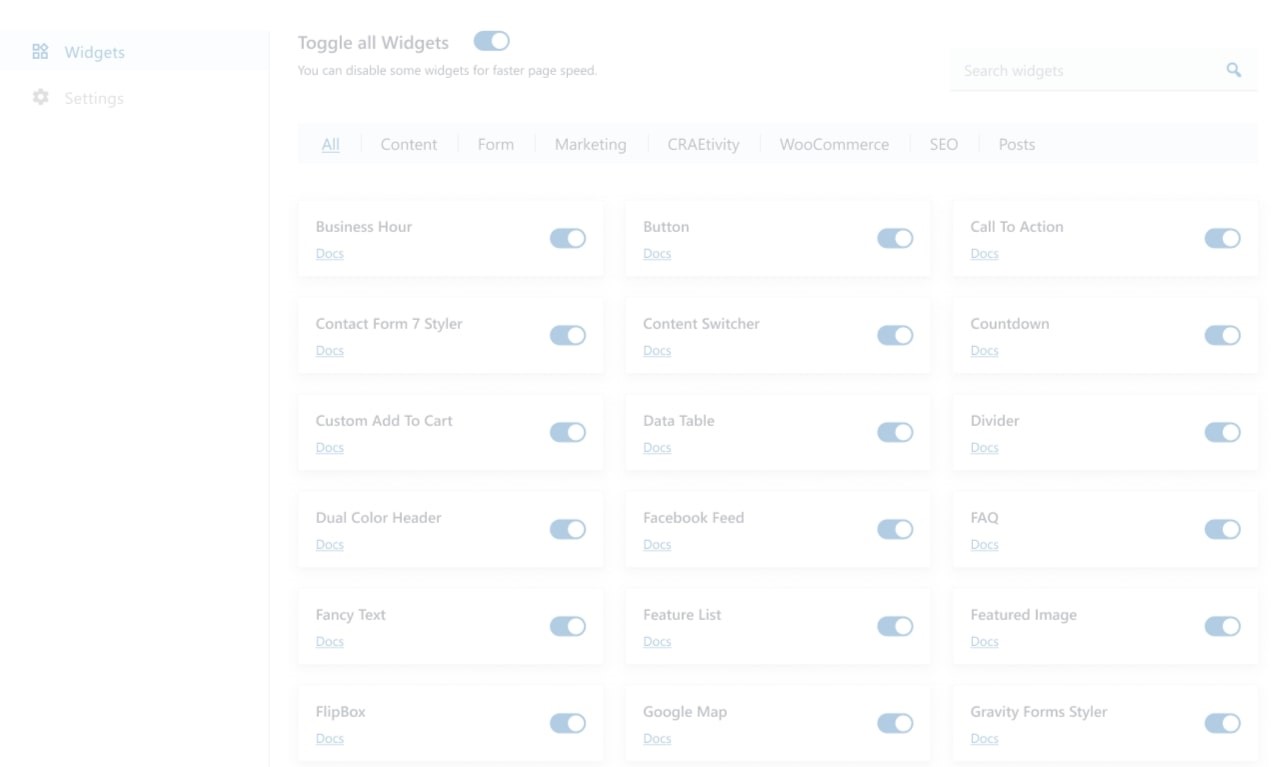 Widgets
Settings
Toggle all Widgets
You can disable some widgets for faster page speed.
Search widgets
All Content Form Marketing CRAEtivity WooCommerce SEO Posts
Business Hour
Docs
Button
Docs
Call To Action
Docs
Contact Form 7 Styler
Docs
Content Switcher
Docs
Countdown
Docs
Custom Add To Cart
Docs
Data Table
Docs
Divider
Docs
Dual Color Header
Docs
Facebook Feed
Docs
FAQ
Docs
Fancy Text
Docs
Feature List
Docs
Featured Image
Docs
FlipBox
Docs
Google Map
Docs
Gravity Forms Styler
Docs